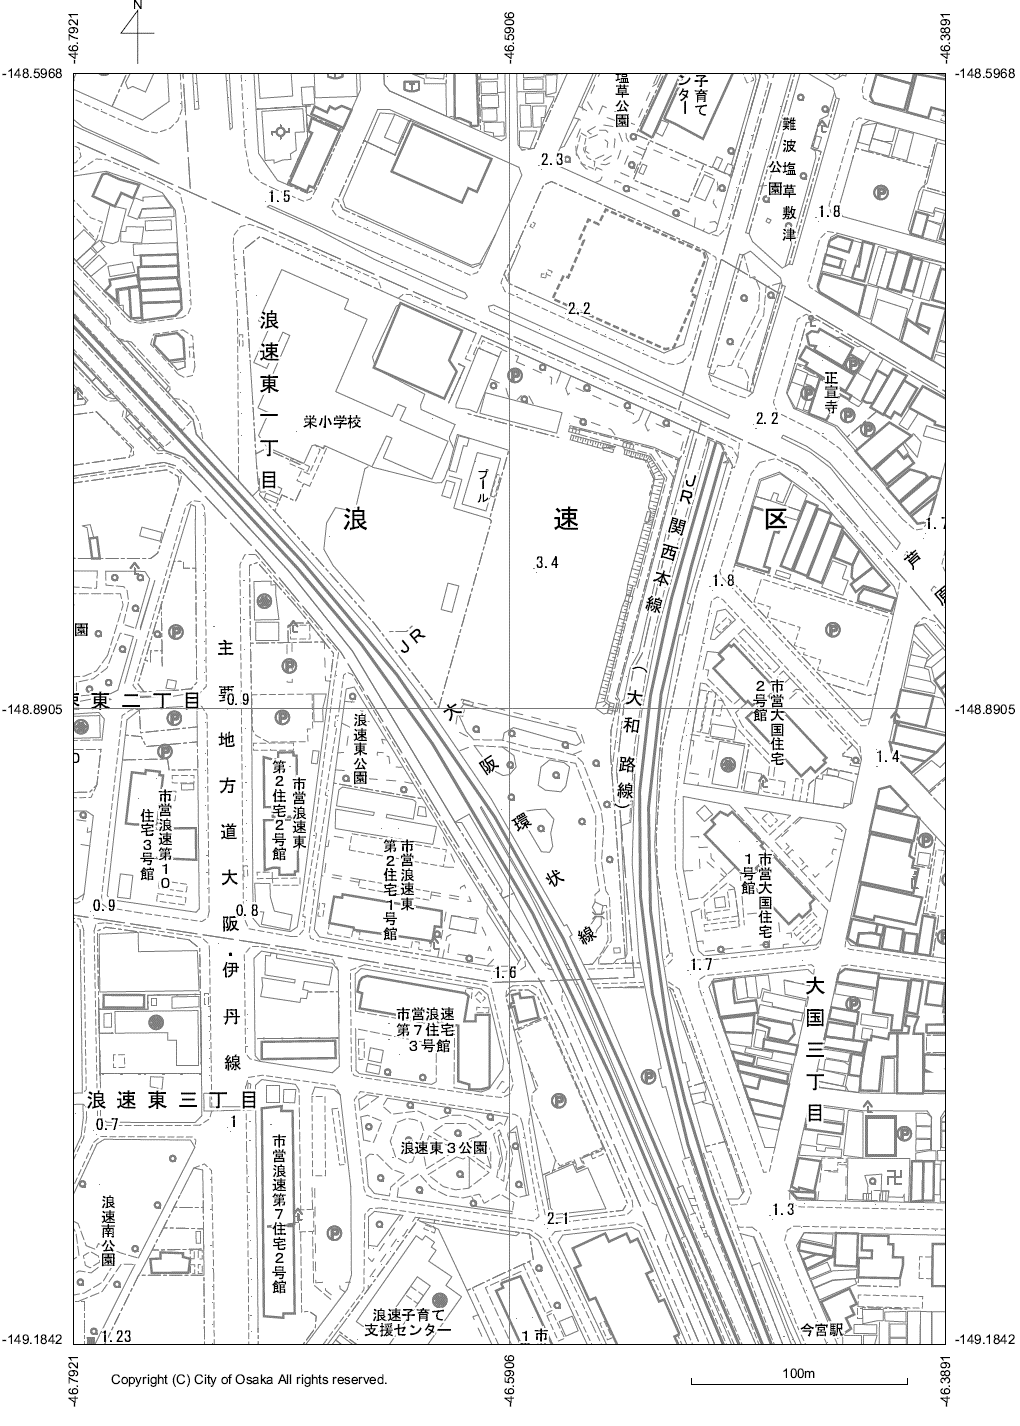 -46.7921
N
-46.5906
-46.3891
-148.5968
-148.5968
塩草公園
子育て
ンター
難波塩草敷津
公園
2.3
1.5
1.8
2.2
浪速東一丁目
栄小学校
正宣寺
2.2
プール
浪速区
JR関西本線
（大和路線）
1.7
芦原
3.4
1.8
園
JR大阪環状線
主要地方道大阪・伊丹線
東二丁目
0.9
浪速東公園
市営大国住宅
2号館
-148.8905
-148.8905
1.4
市営浪速東
第2住宅2号館
市営浪速第10
住宅3号館
市営浪速東
第2住宅1号館
市営大国住宅
1号館
0.9
0.8
1.6
1.7
大国三丁目
市営浪速
第7住宅
3号館
浪速東三丁目
0.7
1
浪速東3公園
市営浪速第7住宅2号館
浪速南公園
2.1
1.3
浪速子育て
支援センター
1市
今宮駅
1.23
-149.1842
-149.1842
-46.7921
-46.5906
-46.3891
Copyright (C) City of Osaka All rights reserved.
100m